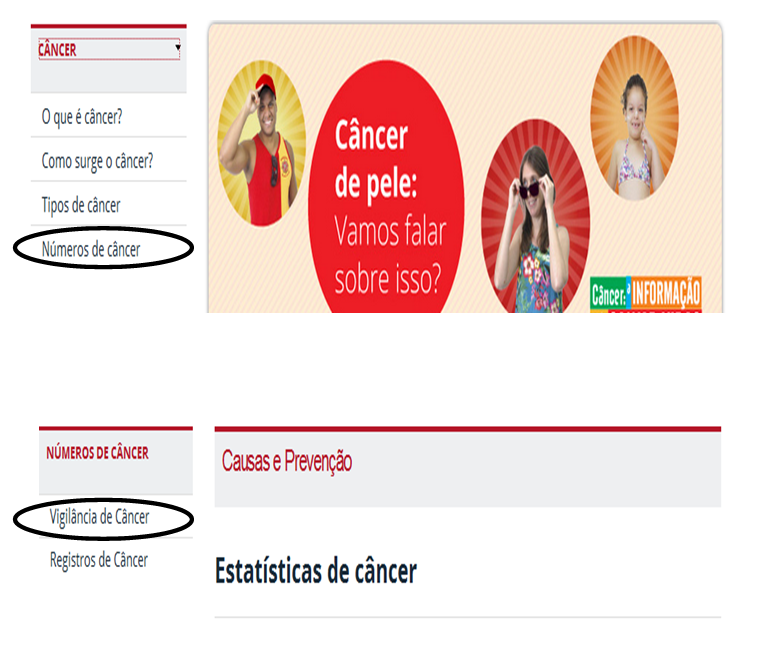 CÂNCER
O que é câncer?
Como surge o câncer?
Tipos de câncer
Números de câncer
Câncer
de pele:
Vamos falar
sobre isso?
Câncer:
INFORMAÇÃO
NÚMEROS DE CÂNCER
Vigilância de Câncer
Registros de Câncer
Causas e Prevenção
Estatísticas de câncer